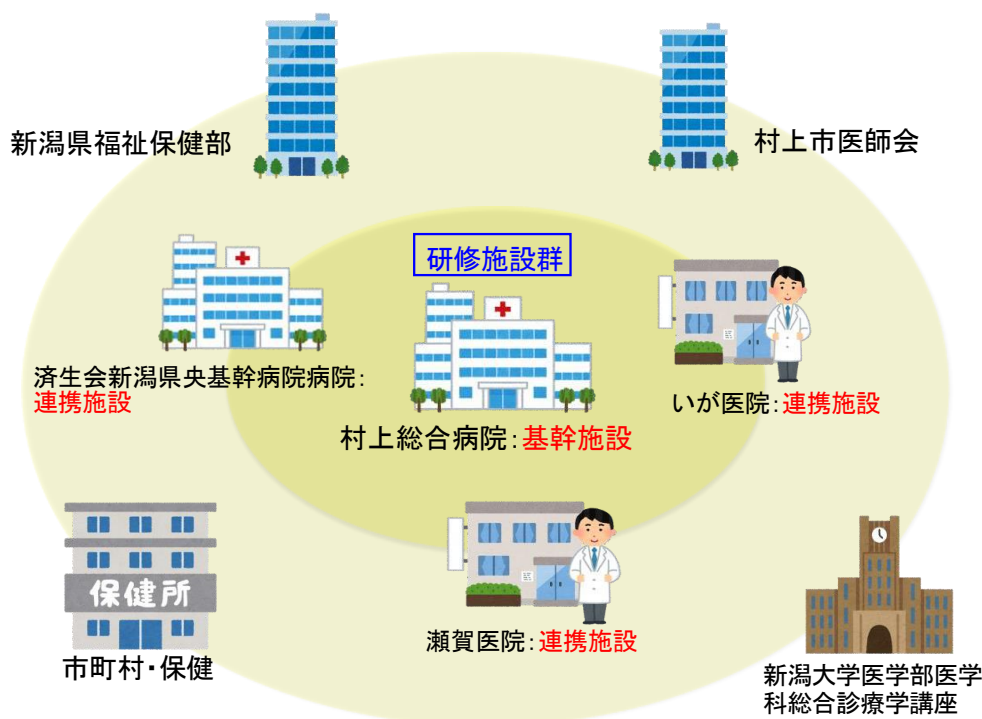 新潟県福祉保健部
村上市医師会
研修施設群
済生会新潟県央基幹病院病院：
連携施設
いが医院：連携施設
村上総合病院：基幹施設
保健所
市町村・保健
瀬賀医院：連携施設
新潟大学医学部医学
科総合診療学講座